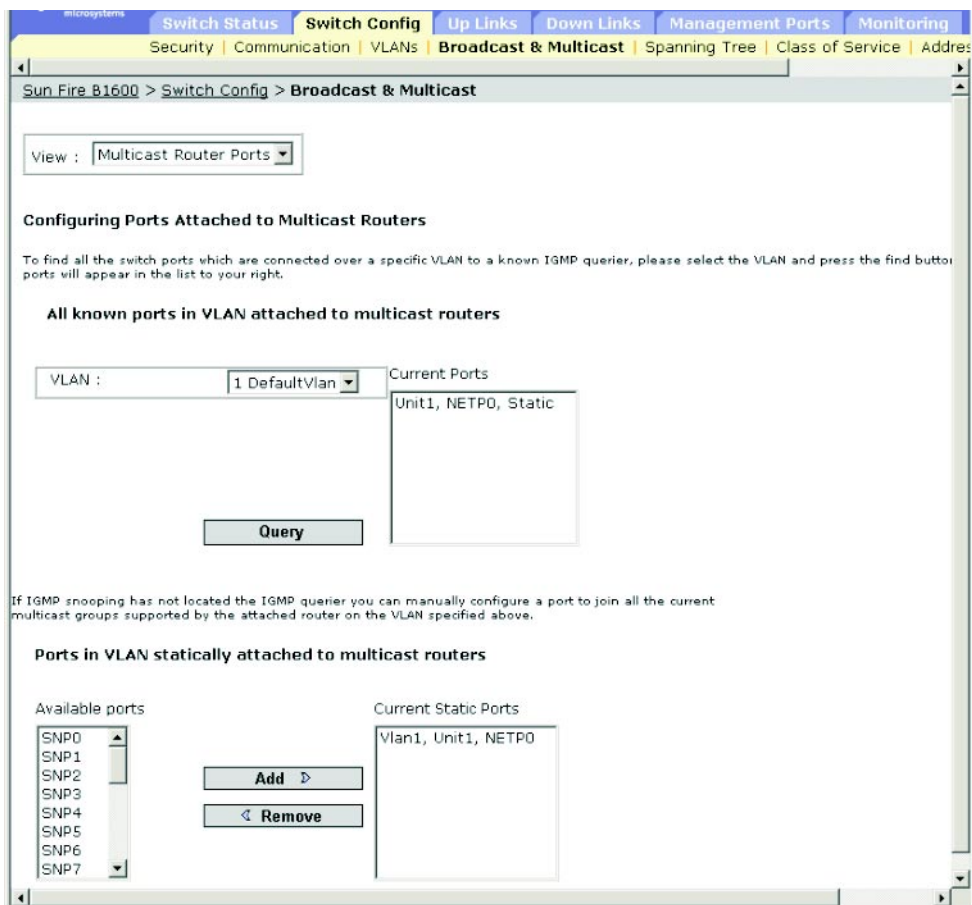 microsystems
Switch Status Switch Config Up Links Down Links Management Ports Monitoring
Security | Communication | VLANs | Broadcast & Multicast | Spanning Tree | Class of Service | Addres
Sun Fire B1600 > Switch Config > Broadcast & Multicast
View : Multicast Router Ports
Configuring Ports Attached to Multicast Routers
To find all the switch ports which are connected over a specific VLAN to a known IGMP querier, please select the VLAN and press the find button
ports will appear in the list to your right.
All known ports in VLAN attached to multicast routers
VLAN : 1 DefaultVlan
Current Ports
Unit1, NETP0, Static
Query
If IGMP snooping has not located the IGMP querier you can manually configure a port to join all the current
multicast groups supported by the attached router on the VLAN specified above.
Ports in VLAN statically attached to multicast routers
Available ports
SNP0
SNP1
SNP2
SNP3
SNP4
SNP5
SNP6
SNP7
Add
Remove
Current Static Ports
Vlan1, Unit1, NETP0